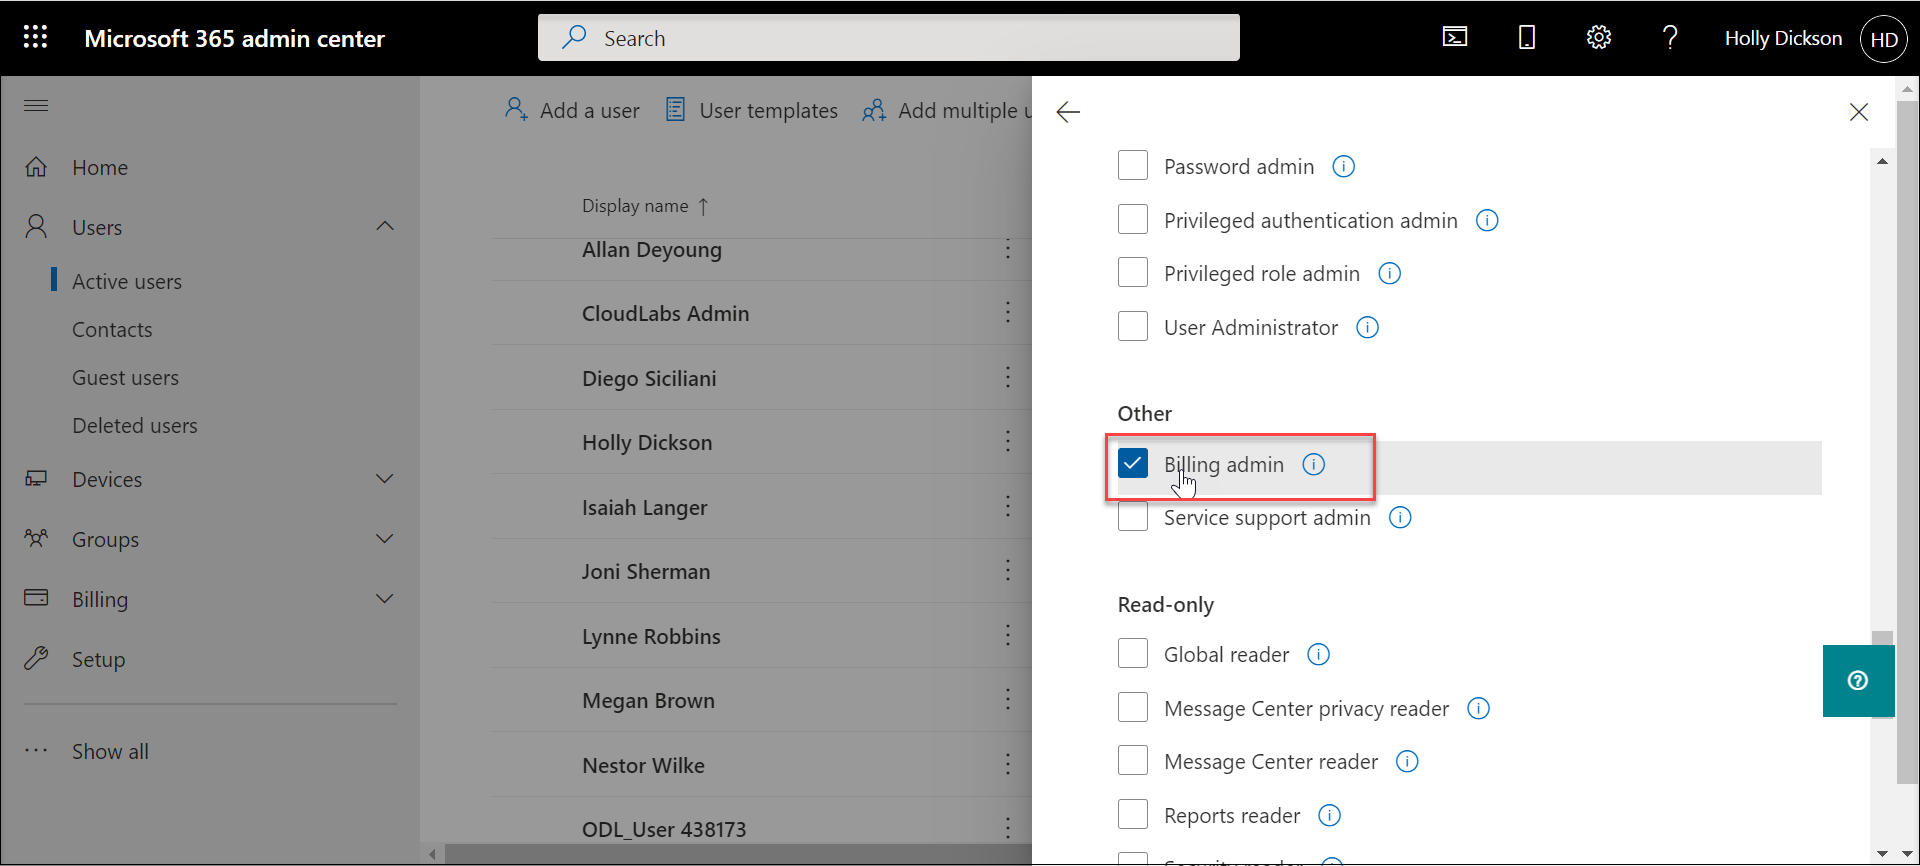 Microsoft 365 admin center
Search
Holly Dickson
HD
Home
Users
Active users
Contacts
Guest users
Deleted users
Devices
Groups
Billing
Setup
Show all
Add a user
User templates
Add multiple u
Display name ↑
Allan Deyoung
CloudLabs Admin
Diego Siciliani
Holly Dickson
Isaiah Langer
Joni Sherman
Lynne Robbins
Megan Brown
Nestor Wilke
ODL_User 438173
Password admin
Privileged authentication admin
Privileged role admin
User Administrator
Other
Billing admin
Service support admin
Read-only
Global reader
Message Center privacy reader
Message Center reader
Reports reader
Security reader